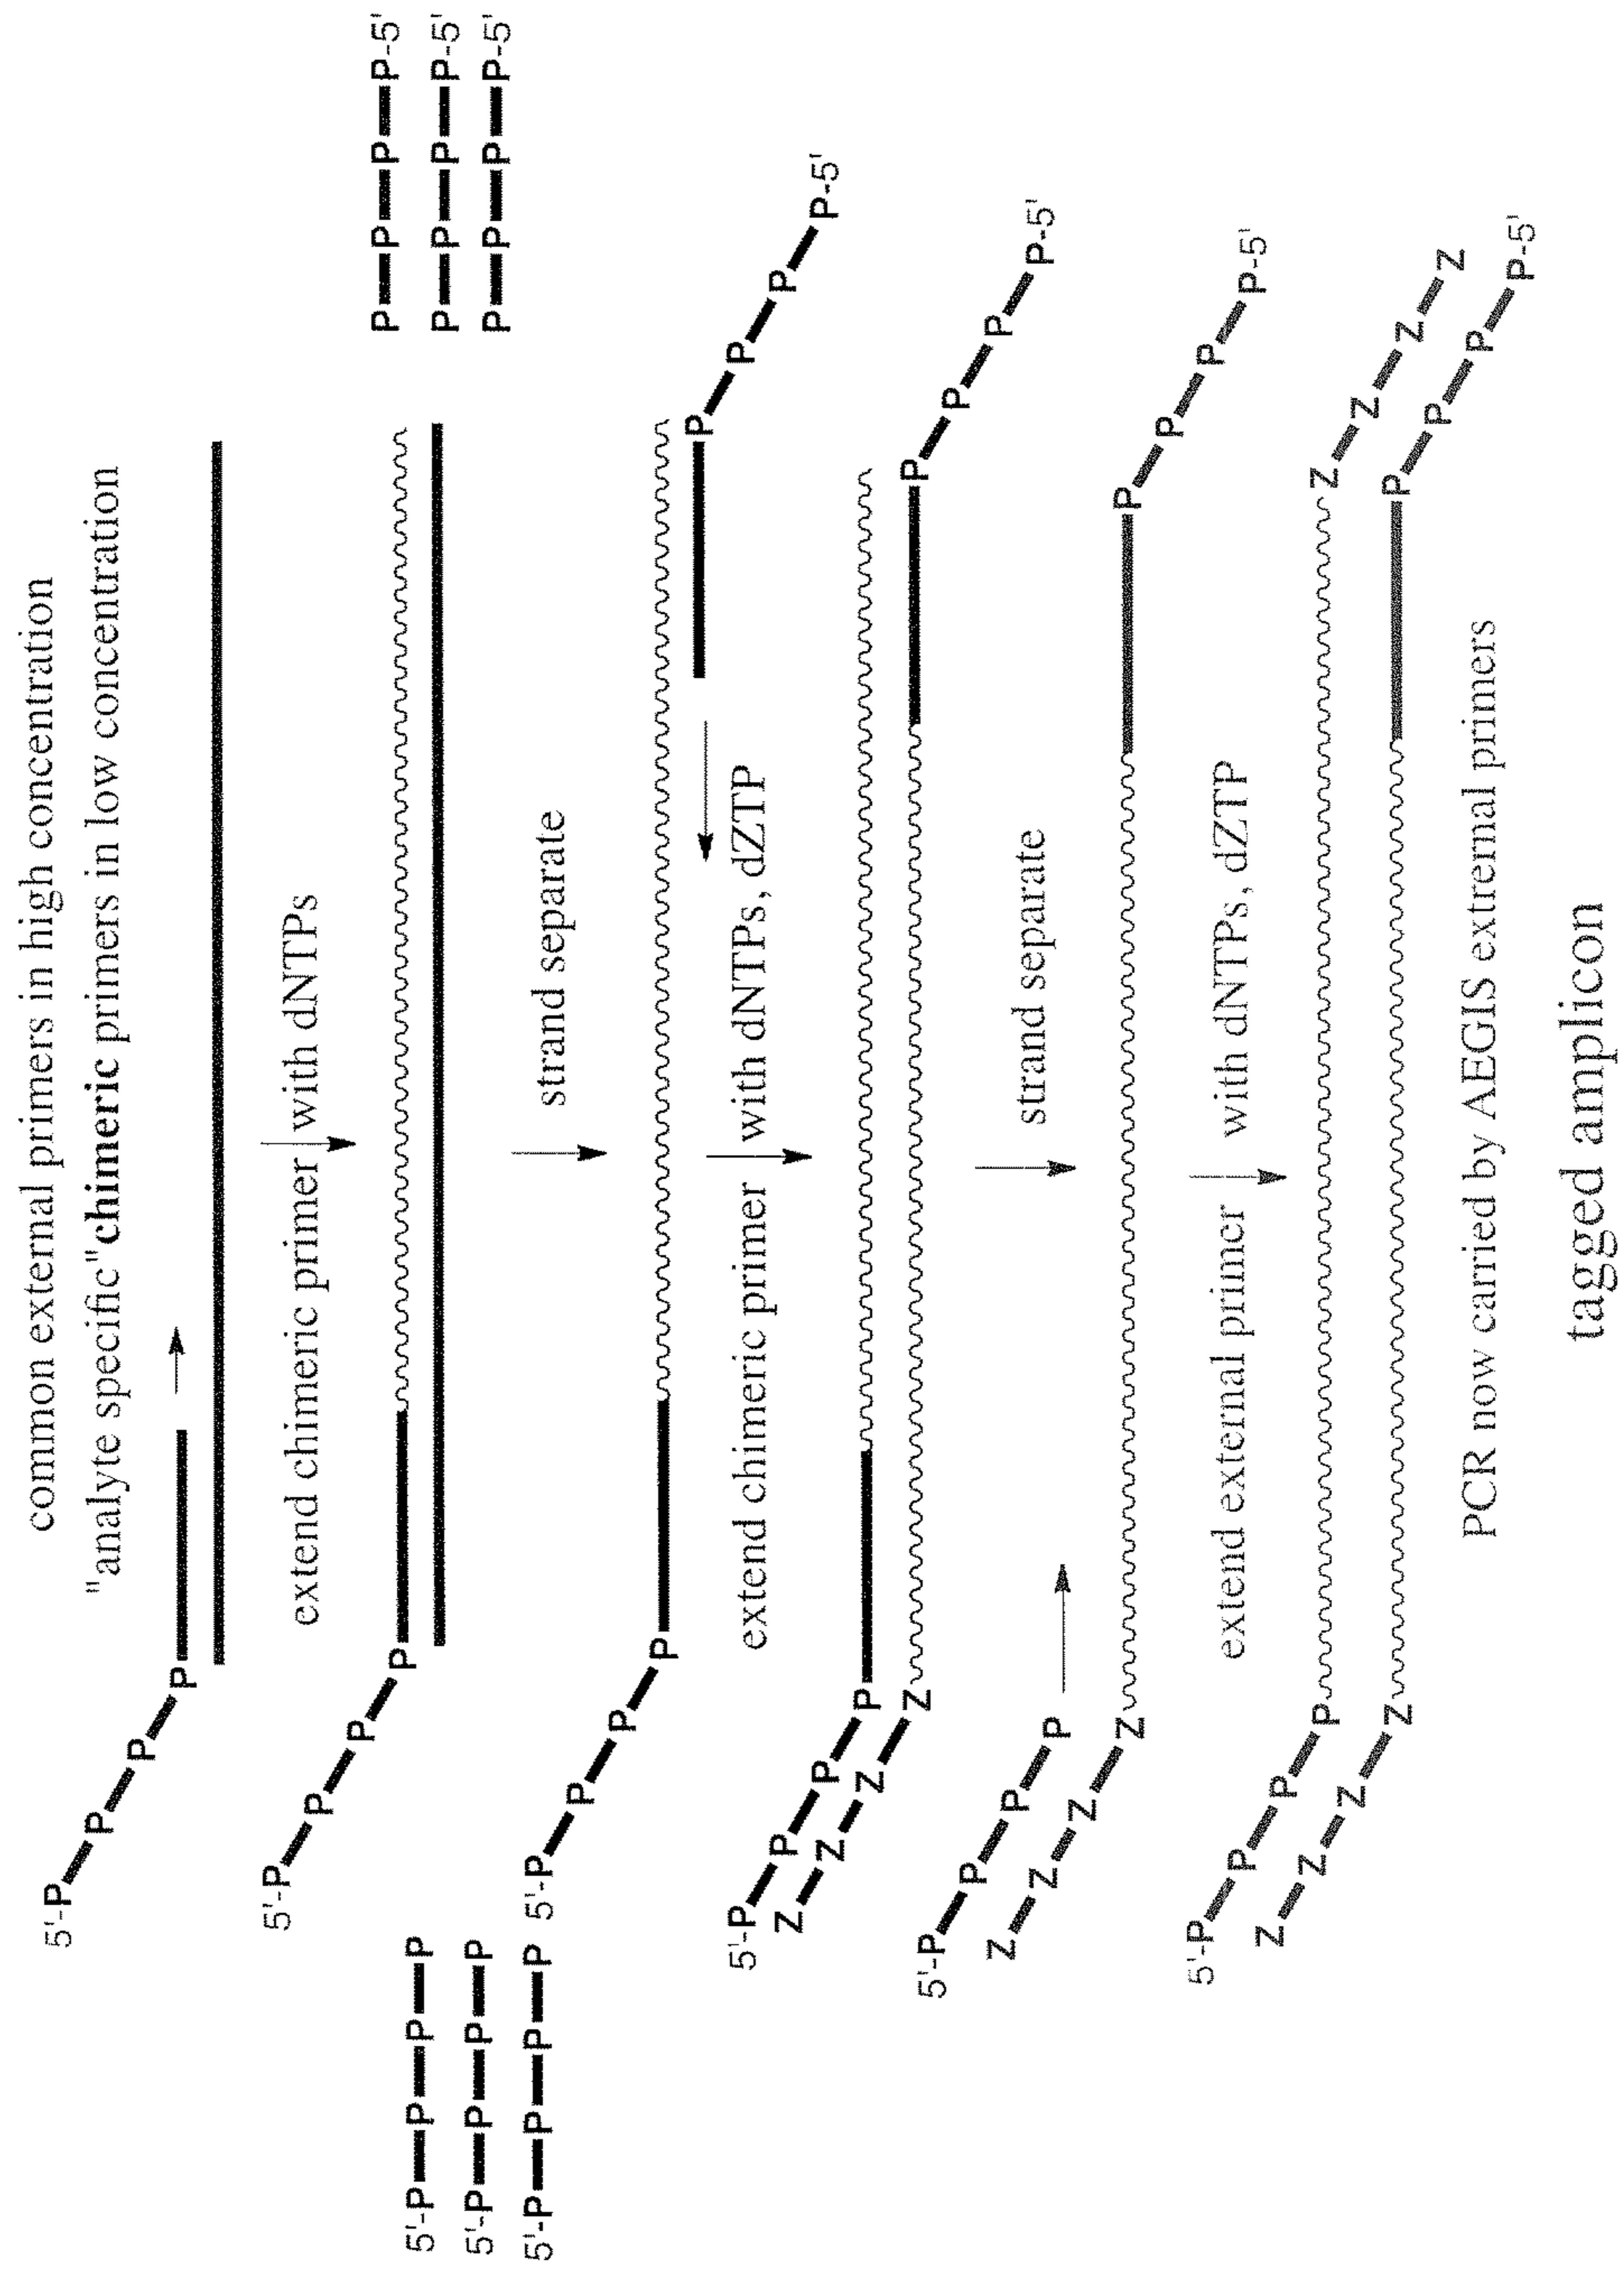 common external primers in high concentration
"analyte specific" chimeric primers in low concentration
5'-P-P-P-P
extend chimeric primer with dNTPs
5'-P-P-P-P
P-P-P-P-5'
P-P-P-P-5'
P-P-P-P-5'
5'-P-P-P-P
5'-P-P-P-P
5'-P-P-P-P
strand separate
5'-P-P-P-P
P-P-P-P-5'
extend chimeric primer with dNTPs, dZTP
5'-P-P-P-P
Z-Z-Z-Z
P-P-P-P-5'
strand separate
5'-P-P-P-P
Z-Z-Z-Z
P-P-P-P-5'
extend external primer with dNTPs, dZTP
5'-P-P-P-P
Z-Z-Z-Z
Z-Z-Z-Z
P-P-P-P-5'
PCR now carried by AEGIS extrenal primers
tagged amplicon